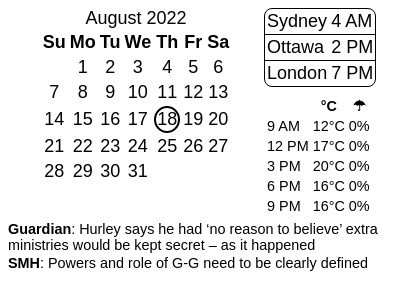 August 2022
Su Mo Tu We Th Fr Sa
1 2 3 4 5 6
7 8 9 10 11 12 13
14 15 16 17 18 19 20
21 22 23 24 25 26 27
28 29 30 31
Sydney 4 AM
Ottawa 2 PM
London 7 PM
°C ☂
9 AM 12°C 0%
12 PM 17°C 0%
3 PM 20°C 0%
6 PM 16°C 0%
9 PM 16°C 0%
Guardian: Hurley says he had ‘no reason to believe’ extra
ministries would be kept secret – as it happened
SMH: Powers and role of G-G need to be clearly defined